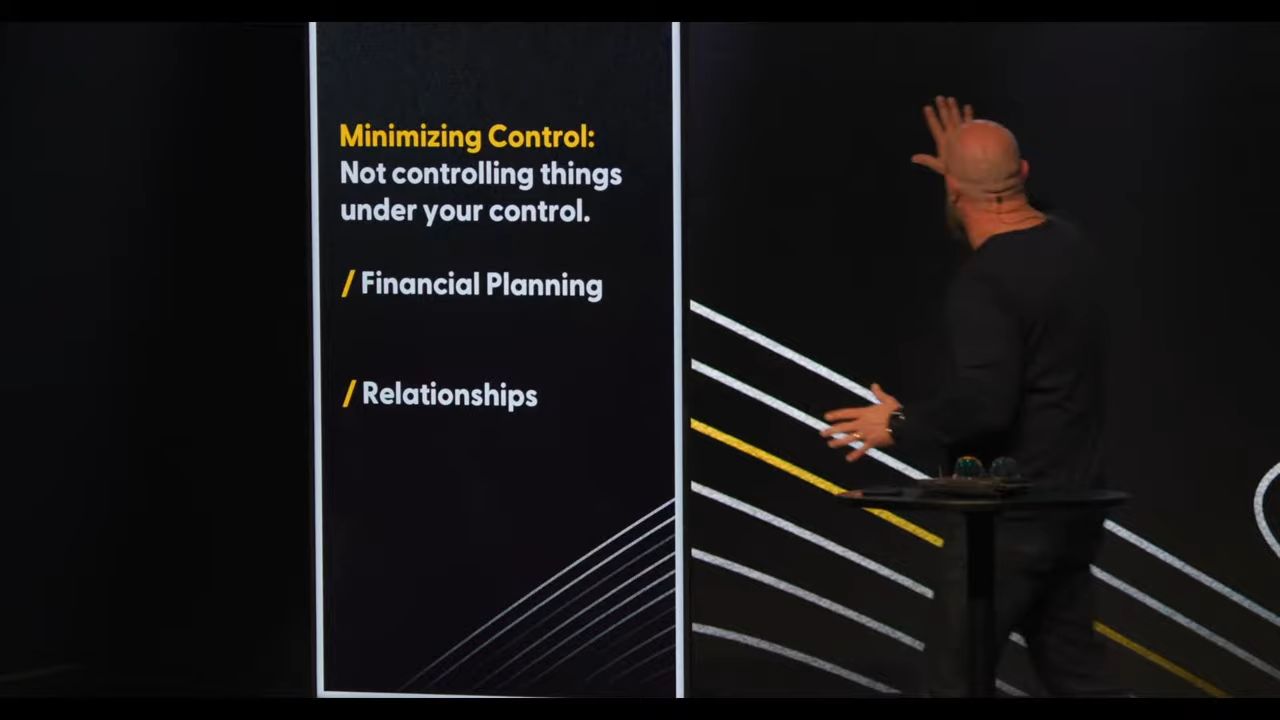 Minimizing Control:
Not controlling things
under your control.
/ Financial Planning
/ Relationships